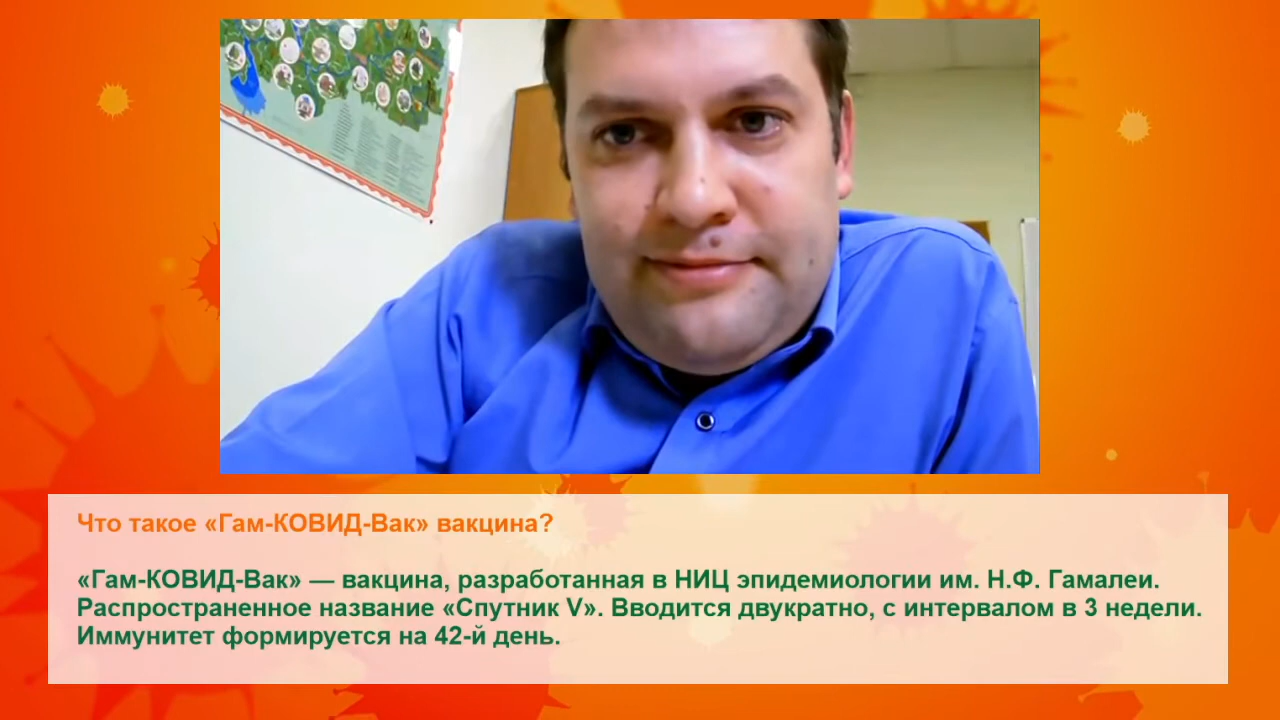 Что такое «Гам-КОВИД-Вак» вакцина?
«Гам-КОВИД-Вак» — вакцина, разработанная в НИЦ эпидемиологии им. Н.Ф. Гамалеи.
Распространенное название «Спутник V». Вводится двукратно, с интервалом в 3 недели.
Иммунитет формируется на 42-й день.